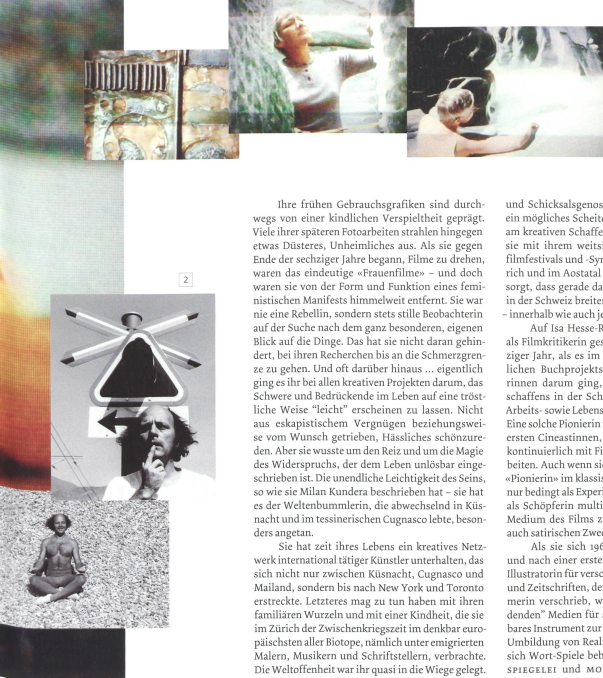 2
Ihre frühen Gebrauchsgrafiken sind durch-
wegs von einer kindlichen Verspieltheit geprägt.
Viele ihrer späteren Fotoarbeiten strahlen hingegen
etwas Düsteres, Unheimliches aus. Als sie gegen
Ende der sechziger Jahre begann, Filme zu drehen,
waren das eindeutige «Frauenfilme» – und doch
waren sie von der Form und Funktion eines femi-
nistischen Manifests himmelweit entfernt. Sie war
nie eine Rebellin, sondern stets stille Beobachterin
auf der Suche nach dem ganz besonderen, eigenen
Blick auf die Dinge. Das hat sie nicht daran gehin-
dert, bei ihren Recherchen bis an die Schmerzgren-
ze zu gehen. Und oft darüber hinaus ... eigentlich
ging es ihr bei allen kreativen Projekten darum, das
Schwere und Bedrückende im Leben auf eine tröst-
liche Weise "leicht" erscheinen zu lassen. Nicht
aus eskapistischem Vergnügen beziehungswei-
se vom Wunsch getrieben, Hässliches schönzure-
den. Aber sie wusste um den Reiz und um die Magie
des Widerspruchs, der dem Leben unlösbar einge-
schrieben ist. Die unendliche Leichtigkeit des Seins,
so wie sie Milan Kundera beschrieben hat – sie hat
es der Weltenbummlerin, die abwechselnd in Küs-
nacht und im tessinerischen Cugnasco lebte, beson-
ders angetan.
Sie hat zeit ihres Lebens ein kreatives Netz-
werk international tätiger Künstler unterhalten, das
sich nicht nur zwischen Küsnacht, Cugnasco und
Mailand, sondern bis nach New York und Toronto
erstreckte. Letzteres mag zu tun haben mit ihren
familiären Wurzeln und mit einer Kindheit, die sie
im Zürich der Zwischenkriegszeit im denkbar euro-
päischsten aller Biotope, nämlich unter emigrierten
Malern, Musikern und Schriftstellern, verbrachte.
Die Weltoffenheit war ihr quasi in die Wiege gelegt.
und Schicksalsgenos
ein mögliches Scheite
am kreativen Schaffe
sie mit ihrem weitsi
filmfestivals und -Syn
rich und im Aostatal
sorgt, dass gerade da
in der Schweiz breiter
– innerhalb wie auch je
Auf Isa Hesse-R
als Filmkritikerin ges
ziger Jahr, als es im
lichen Buchprojekts
rinnen darum ging,
schaffens in der Sch
Arbeits- sowie Lebens
Eine solche Pionierin
ersten Cineastinnen,
kontinuierlich mit Fi
beiten. Auch wenn sie
«Pionierin» im klassis
nur bedingt als Experi
als Schöpferin multi
Medium des Films z
auch satirischen Zwec
Als sie sich 196
und nach einer erste
Illustratorin für versc
und Zeitschriften, de
merin verschrieb, w
denden" Medien für
bares Instrument zur
Umbildung von Real
sich Wort-Spiele beb
SPIEGELEI und MO